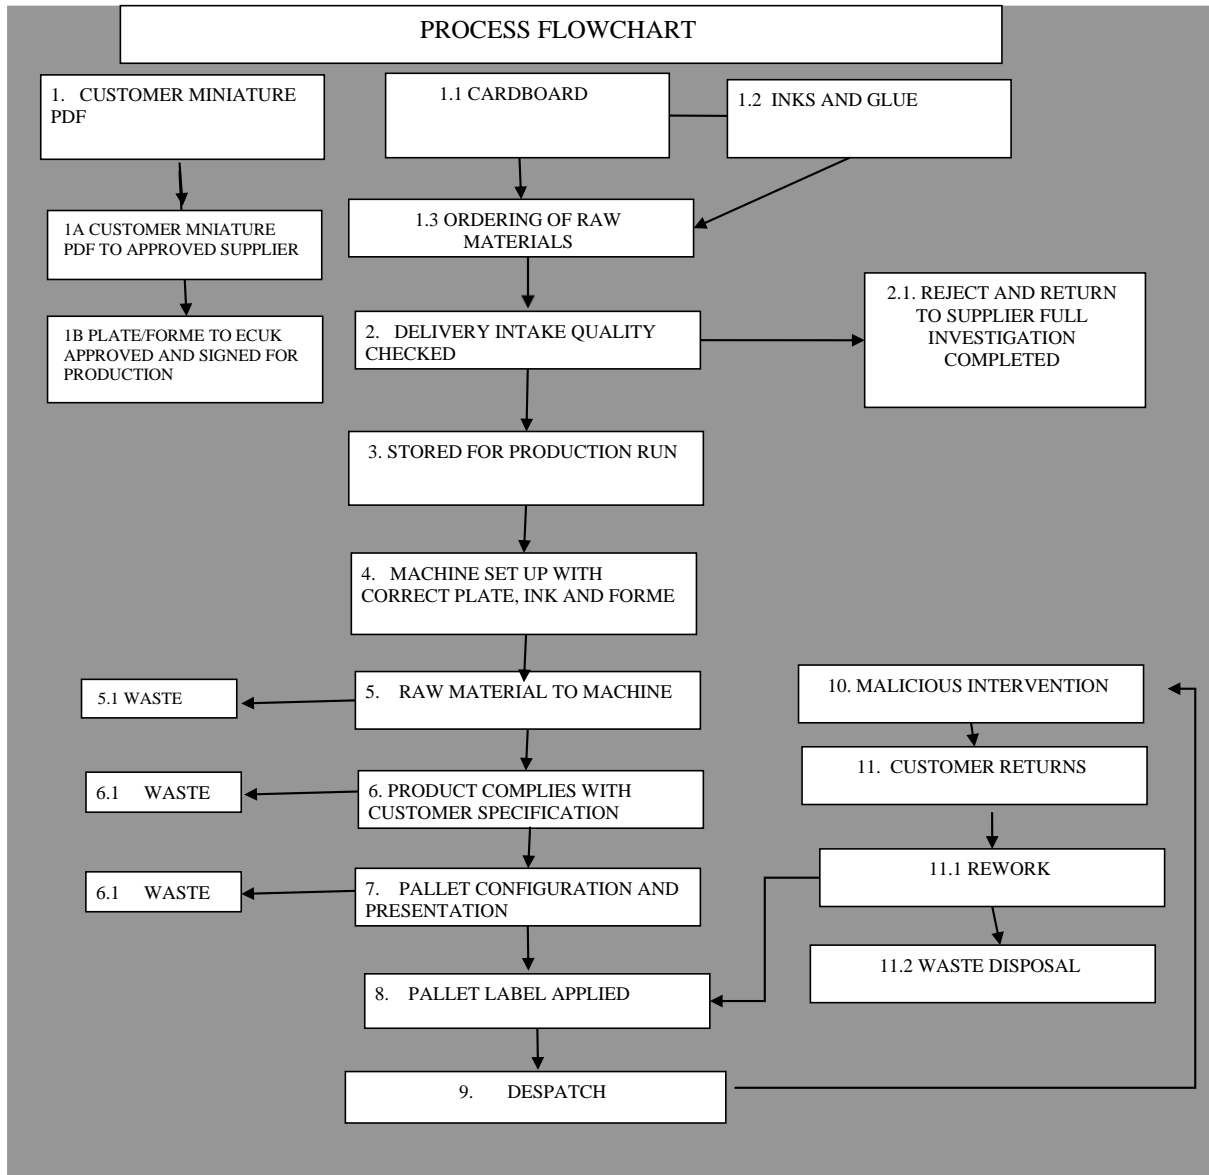 PROCESS FLOWCHART
1. CUSTOMER MINIATURE
PDF
1.1 CARDBOARD
1.2 INKS AND GLUE
1A CUSTOMER MNIATURE
PDF TO APPROVED SUPPLIER
1.3 ORDERING OF RAW
MATERIALS
1B PLATE/FORME TO ECUK
APPROVED AND SIGNED FOR
PRODUCTION
2. DELIVERY INTAKE QUALITY
CHECKED
2.1. REJECT AND RETURN
TO SUPPLIER FULL
INVESTIGATION
COMPLETED
3. STORED FOR PRODUCTION RUN
4. MACHINE SET UP WITH
CORRECT PLATE, INK AND FORME
5.1 WASTE
5. RAW MATERIAL TO MACHINE
10. MALICIOUS INTERVENTION
11. CUSTOMER RETURNS
6.1 WASTE
6. PRODUCT COMPLIES WITH
CUSTOMER SPECIFICATION
11.1 REWORK
6.1 WASTE
7. PALLET CONFIGURATION AND
PRESENTATION
11.2 WASTE DISPOSAL
8. PALLET LABEL APPLIED
9. DESPATCH